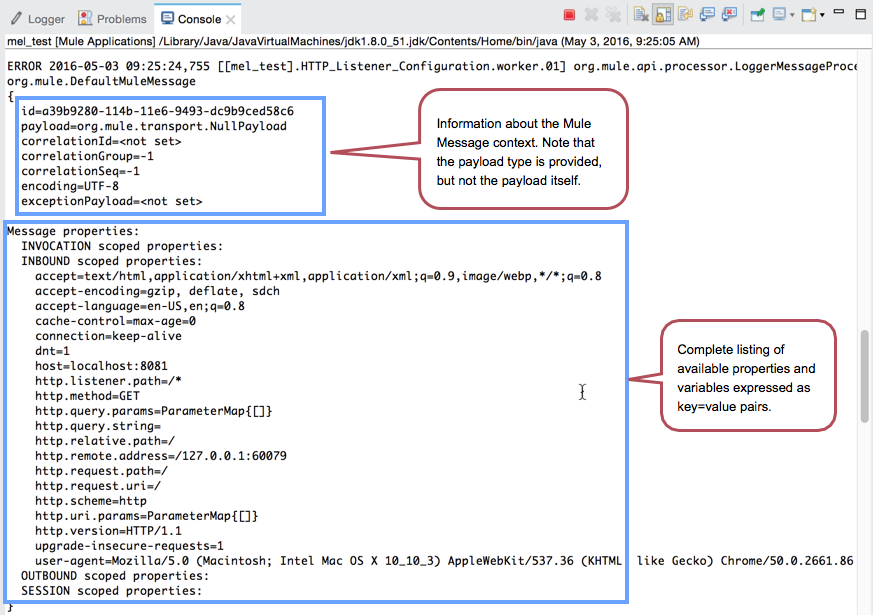 Logger Problems Console
mel_test [Mule Applications] /Library/Java/JavaVirtualMachines/jdk1.8.0_51.jdk/Contents/Home/bin/java (May 3, 2016, 9:25:05 AM)
ERROR 2016-05-03 09:25:24,755 [[mel_test].HTTP_Listener_Configuration.worker.01] org.mule.api.processor.LoggerMessageProce
org.mule.DefaultMuleMessage
{
id=a39b9280-114b-11e6-9493-dc9b9ced58c6
payload=org.mule.transport.NullPayload
correlationId=<not set>
correlationGroup=-1
correlationSeq=-1
encoding=UTF-8
exceptionPayload=<not set>
Information about the Mule
Message context. Note that
the payload type is provided,
but not the payload itself.
Message properties:
INVOCATION scoped properties:
INBOUND scoped properties:
accept=text/html,application/xhtml+xml,application/xml;q=0.9,image/webp,*/*;q=0.8
accept-encoding=gzip, deflate, sdch
accept-language=en-US,en;q=0.8
cache-control=max-age=0
connection=keep-alive
dnt=1
host=localhost:8081
http.listener.path=/*
http.method=GET
http.query.params=ParameterMap{[]}
http.query.string=
http.relative.path=/
http.remote.address=/127.0.0.1:60079
http.request.path=/
http.request.uri=/
http.scheme=http
http.uri.params=ParameterMap{[]}
http.version=HTTP/1.1
upgrade-insecure-requests=1
user-agent=Mozilla/5.0 (Macintosh; Intel Mac OS X 10_10_3) AppleWebKit/537.36 (KHTML like Gecko) Chrome/50.0.2661.86
OUTBOUND scoped properties:
SESSION scoped properties:
}
Complete listing of
available properties and
variables expressed as
key=value pairs.